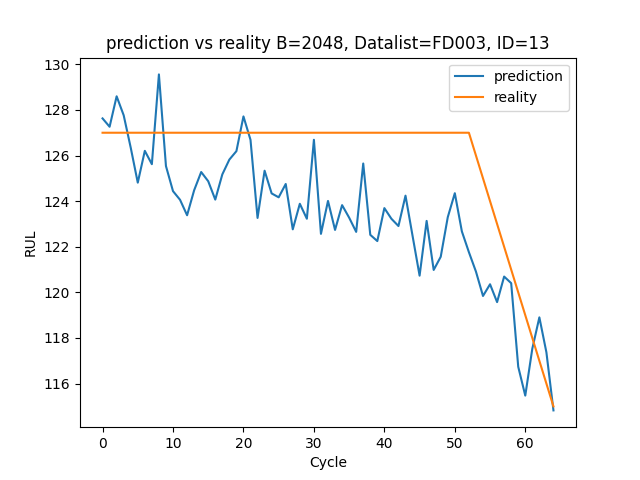 prediction vs reality B=2048, Datalist=FD003, ID=13
prediction
reality
130
128
126
124
122
120
118
116
RUL
0 10 20 30 40 50 60
Cycle